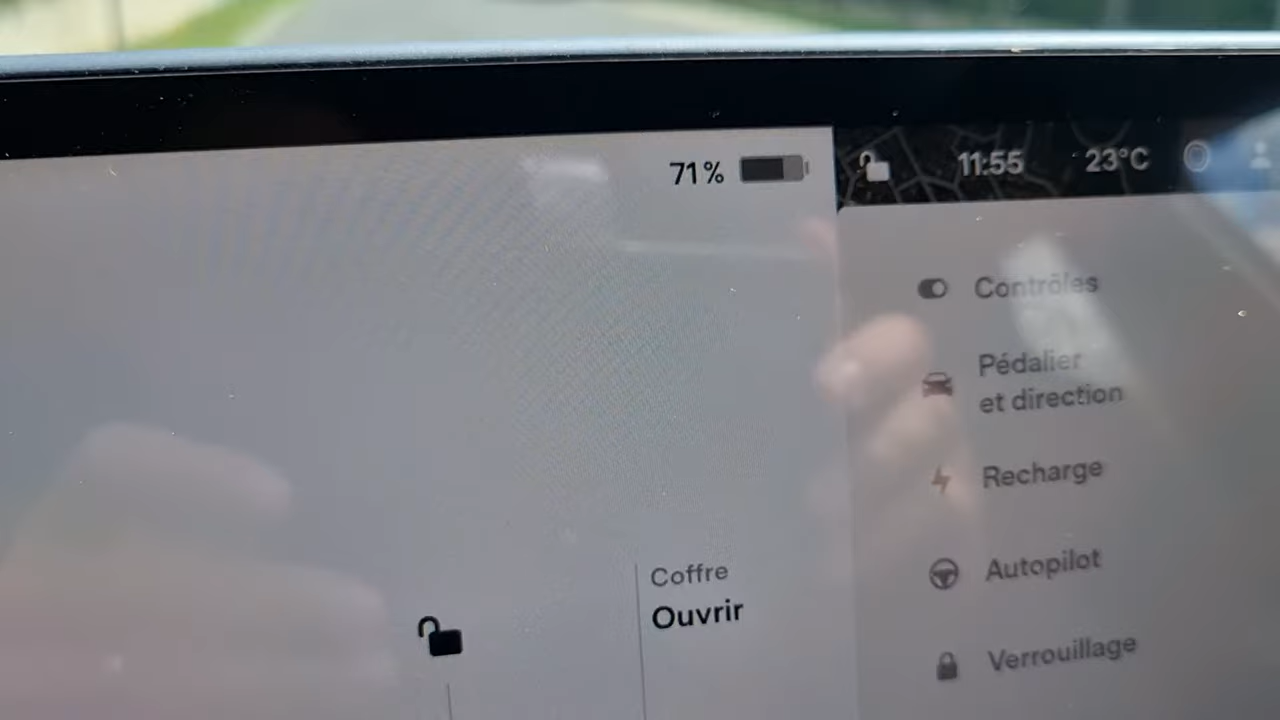 71%
11:55
23°C
Contrôles
Pédalier
et direction
Recharge
Autopilot
Verrouillage
Coffre
Ouvrir